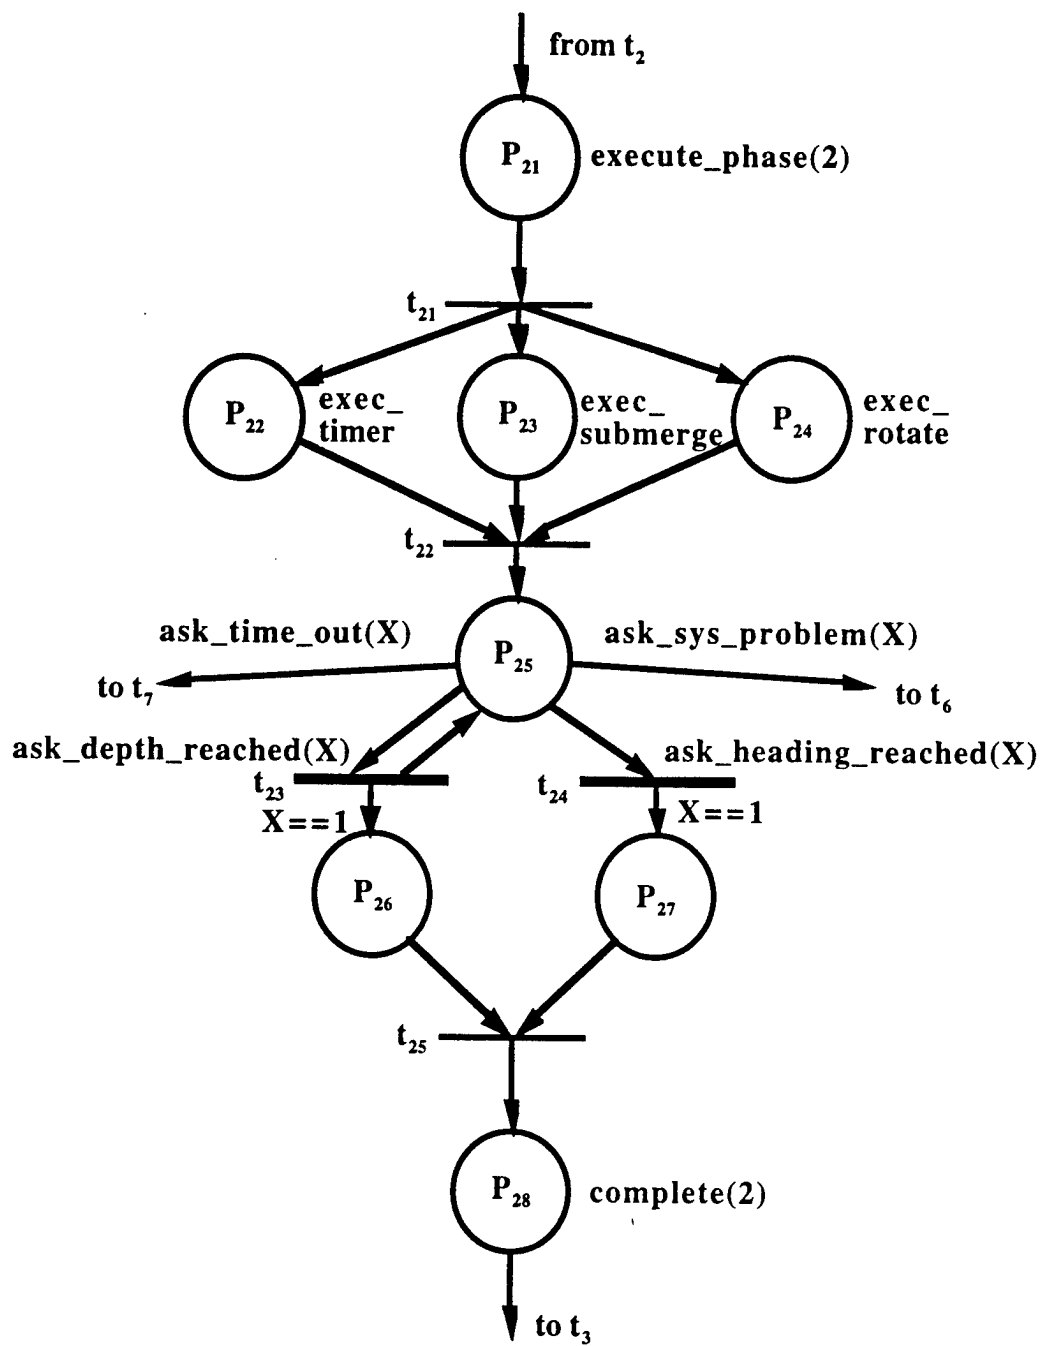 from t₂
P₂₁ execute_phase(2)
t₂₁
P₂₂ exec_ timer
P₂₃ exec_ submerge
P₂₄ exec_ rotate
t₂₂
ask_time_out(X)
P₂₅
ask_sys_problem(X)
to t₇
to t₆
ask_depth_reached(X)
ask_heading_reached(X)
t₂₃
t₂₄
X==1
X==1
P₂₆
P₂₇
t₂₅
P₂₈ complete(2)
to t₃